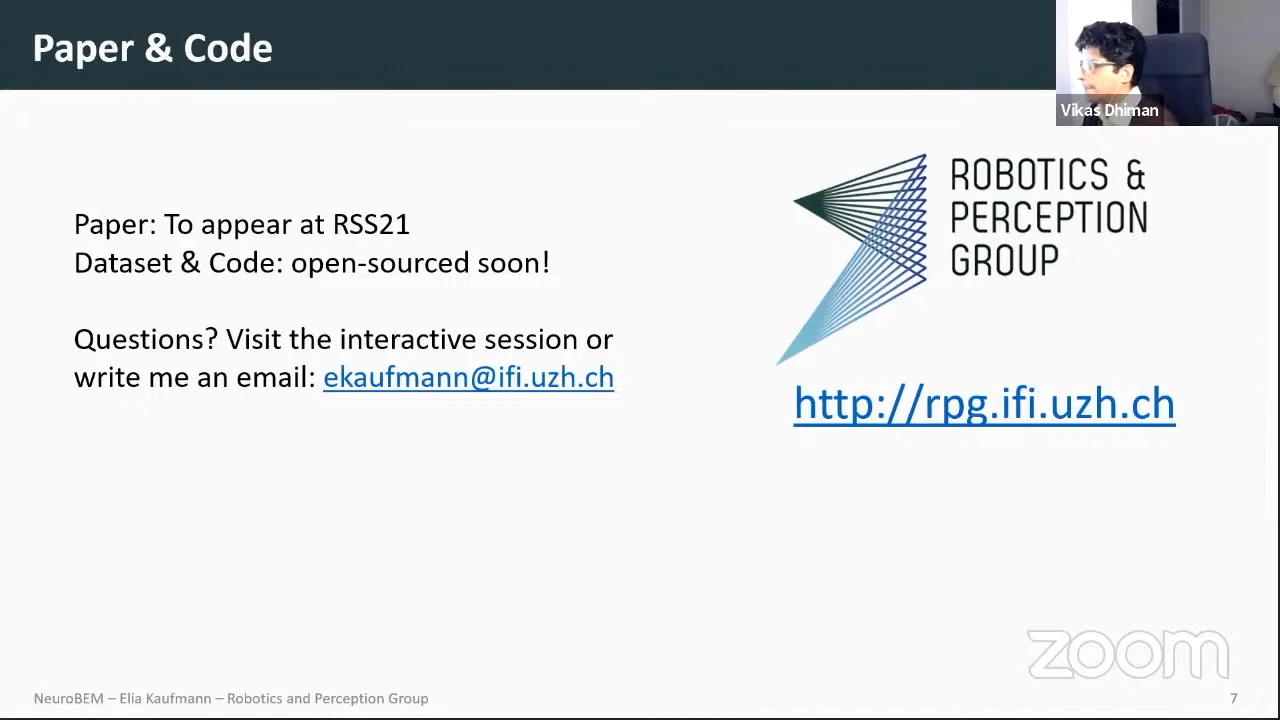 Paper & Code
Vikas Dhiman
ROBOTICS &
PERCEPTION
GROUP
Paper: To appear at RSS21
Dataset & Code: open-sourced soon!
Questions? Visit the interactive session or
write me an email: ekaufmann@ifi.uzh.ch
http://rpg.ifi.uzh.ch
zoom
NeuroBEM – Elia Kaufmann – Robotics and Perception Group
7